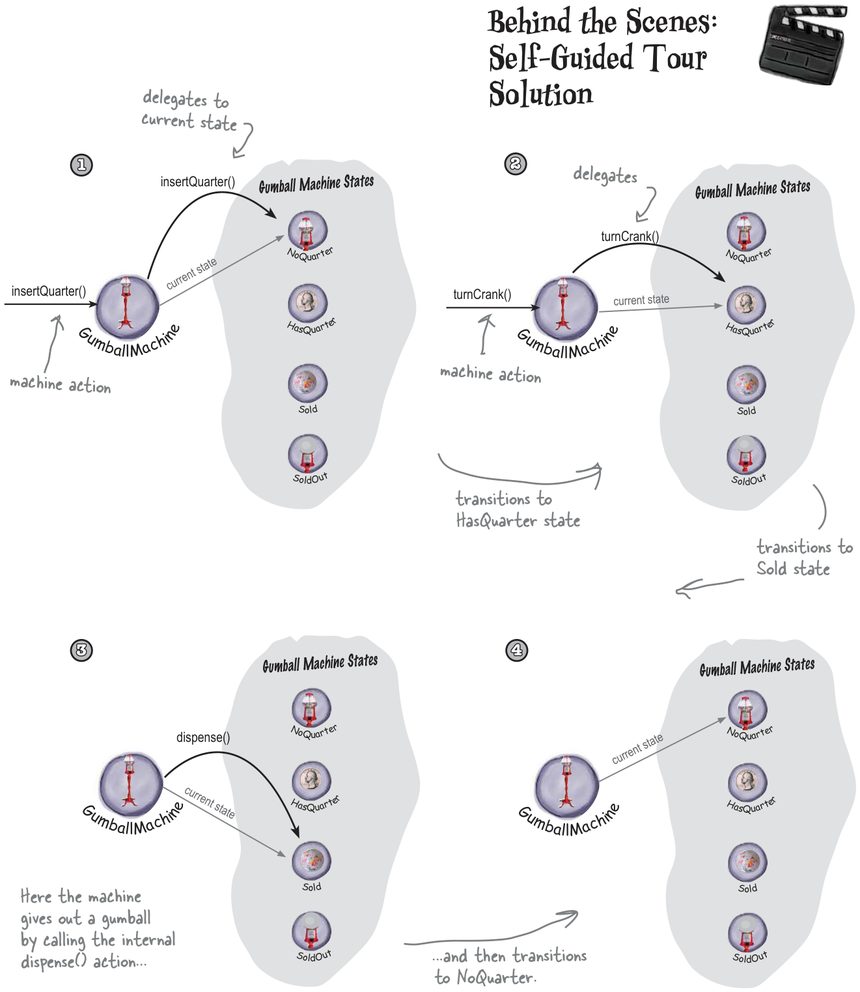 Behind the Scenes:
Self-Guided Tour
Solution
delegates to
current state
1
insertQuarter()
Gumball Machine States
NoQuarter
current state
insertQuarter()
HasQuarter
GumballMachine
machine action
Sold
SoldOut
2
delegates
Gumball Machine States
turnCrank()
NoQuarter
turnCrank()
current state
HasQuarter
GumballMachine
machine action
Sold
SoldOut
transitions to
HasQuarter state
transitions to
Sold state
3
Gumball Machine States
NoQuarter
dispense()
current state
HasQuarter
GumballMachine
Sold
SoldOut
Here the machine
gives out a gumball
by calling the internal
dispense() action...
...and then transitions
to NoQuarter.
4
Gumball Machine States
NoQuarter
current state
HasQuarter
GumballMachine
Sold
SoldOut